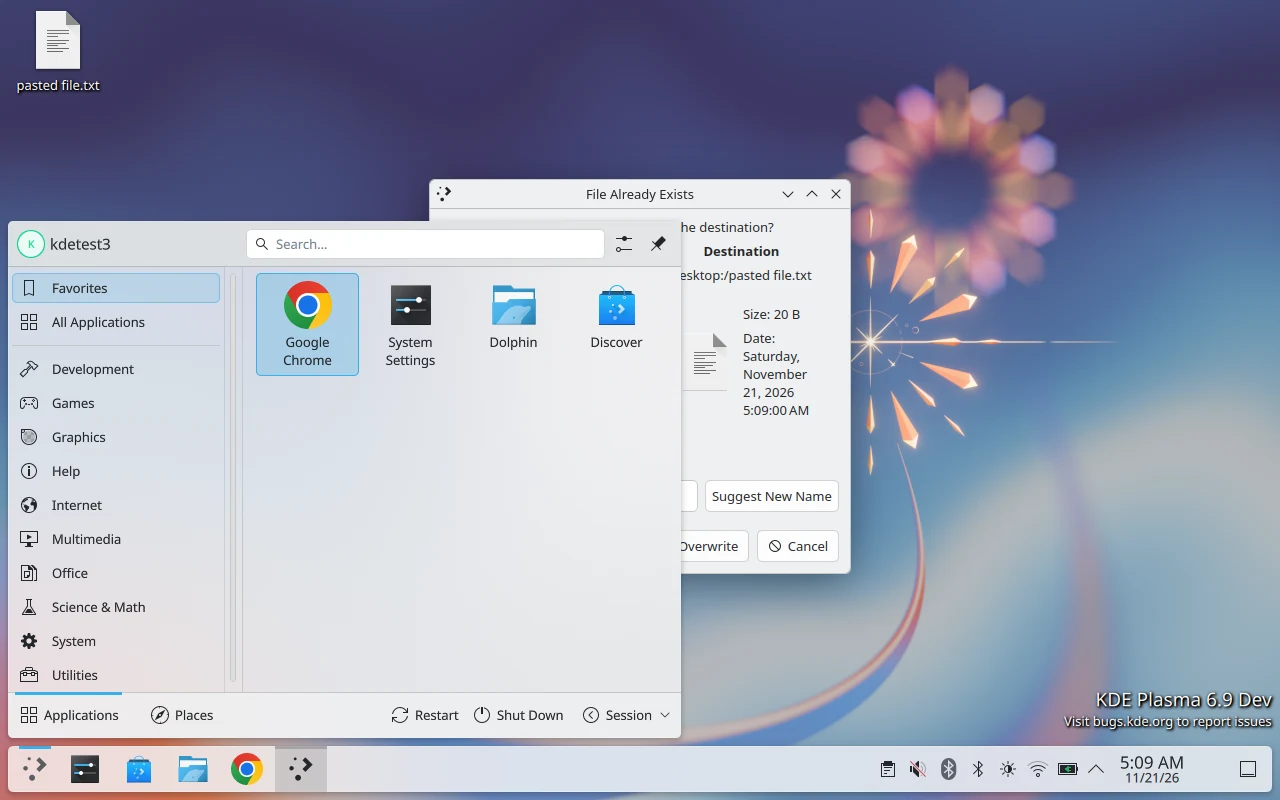 pasted file.txt
File Already Exists
he destination?
Destination
esktop:/pasted file.txt
Size: 20 B
Date:
Saturday,
November
21, 2026
5:09:00 AM
Suggest New Name
Overwrite
Cancel
K
kdetest3
Search...
Favorites
All Applications
Development
Games
Graphics
Help
Internet
Multimedia
Office
Science & Math
System
Utilities
Google
Chrome
System
Settings
Dolphin
Discover
Applications
Places
Restart
Shut Down
Session
KDE Plasma 6.9 Dev
Visit bugs.kde.org to report issues
5:09 AM
11/21/26